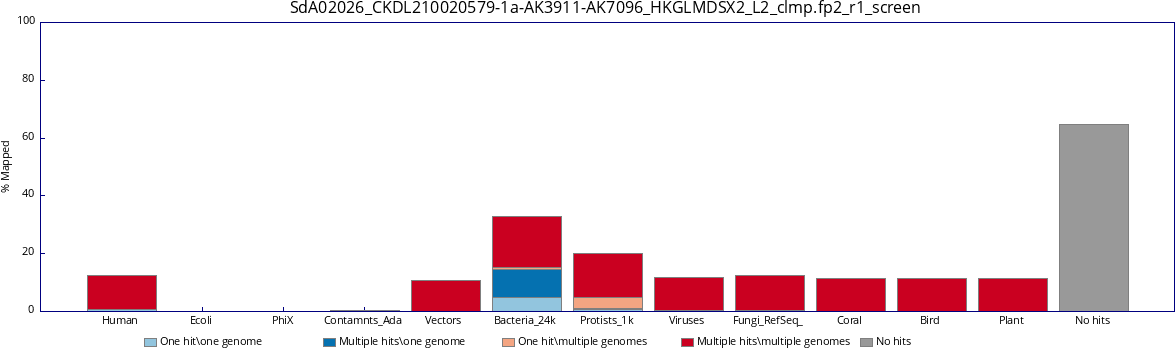 SdA02026_CKDL210020579-1a-AK3911-AK7096_HKGLMDSX2_L2_clmp.fp2_r1_screen
100
80
60
40
20
0
% Mapped
Human Ecoli PhiX Contamnts_Ada Vectors Bacteria_24k Protists_1k Viruses Fungi_RefSeq_ Coral Bird Plant No hits
One hit\one genome Multiple hits\one genome One hit\multiple genomes Multiple hits\multiple genomes No hits